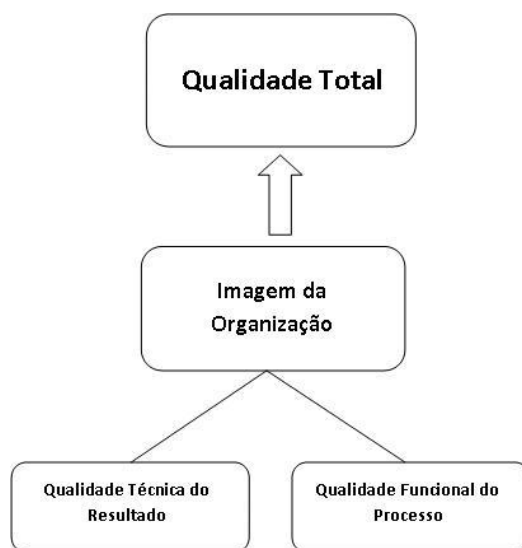 Qualidade Total
Imagem da
Organização
Qualidade Técnica do
Resultado
Qualidade Funcional do
Processo